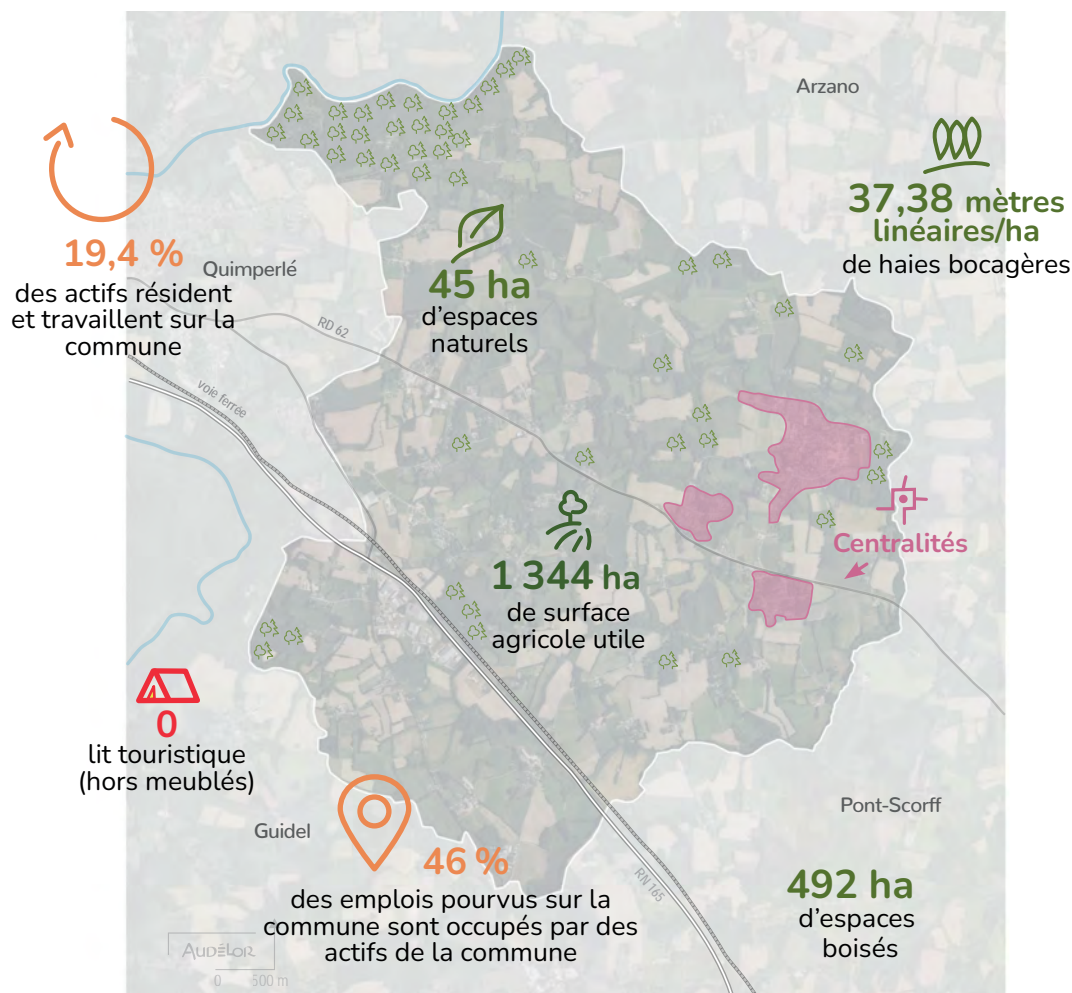 Arzano
37,38 mètres
linéaires/ha
de haies bocagères
19,4 %
des actifs résident
et travaillent sur la
commune
Quimperlé
45 ha
d'espaces
naturels
RD 62
voie ferrée
Centralités
1 344 ha
de surface
agricole utile
0
lit touristique
(hors meublés)
Pont-Scorff
Guidel
46 %
des emplois pourvus sur la
commune sont occupés par des
actifs de la commune
RN 165
492 ha
d'espaces
boisés
AUDÉLOR
0 500 m